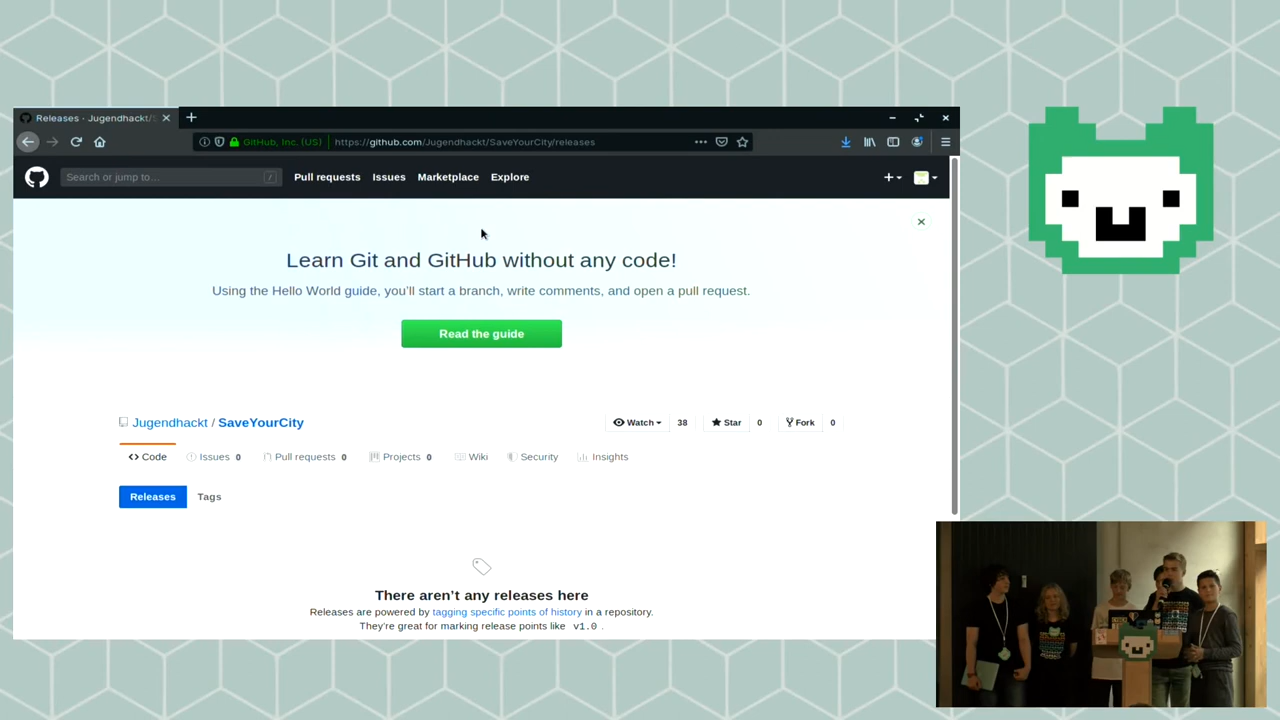 Releases · Jugendhackt/S
GitHub, Inc. (US)
https://github.com/Jugendhackt/SaveYourCity/releases
Search or jump to… /
Pull requests Issues Marketplace Explore
Learn Git and GitHub without any code!
Using the Hello World guide, you’ll start a branch, write comments, and open a pull request.
Read the guide
Jugendhackt / SaveYourCity
Watch 38 Star 0 Fork 0
Code Issues 0 Pull requests 0 Projects 0 Wiki Security Insights
Releases Tags
There aren’t any releases here
Releases are powered by tagging specific points of history in a repository.
They’re great for marking release points like v1.0 .